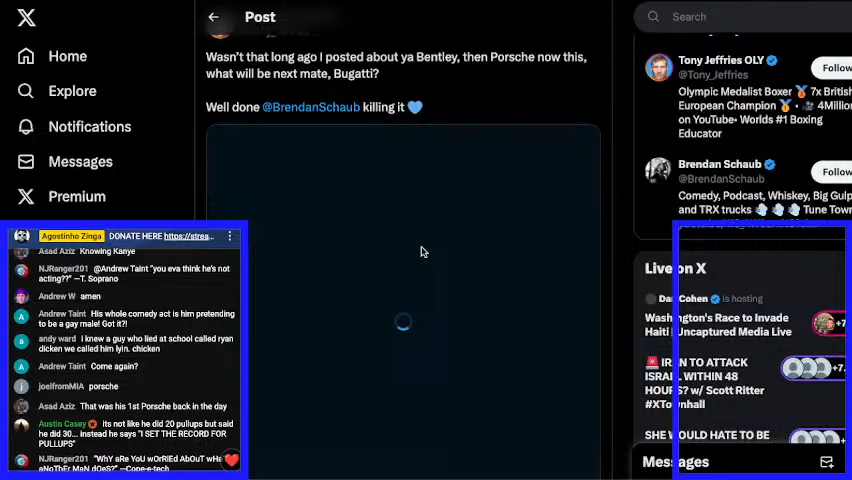 Home
Explore
Notifications
Messages
Premium
Agostinho Zinga DONATE HERE https://strea...
Asad Aziz Knowing Kanye
NJRanger201 @Andrew Taint "you eva think he's not
acting??" —T. Soprano
Andrew W amen
Andrew Taint His whole comedy act is him pretending
to be a gay male! Got it?!
andy ward i knew a guy who lied at school called ryan
dicken we called him lyin. chicken
Andrew Taint Come again?
joelfromMIA porsche
Asad Aziz That was his 1st Porsche back in the day
Austin Casey Its not like he did 20 pullups but said
he did 30... instead he says "I SET THE RECORD FOR
PULLUPS"
NJRanger201 "WhY aRe YoU wOrRIEd AbOuT wHa
aNoThEr MaN dOeS?" —Cope-e-tech
Post
Wasn't that long ago I posted about ya Bentley, then Porsche now this,
what will be next mate, Bugatti?
Well done @BrendanSchaub killing it
Search
Tony Jeffries OLY
@Tony_Jeffries
Follow
Olympic Medalist Boxer 7x British
European Champion 4Million
on YouTube• Worlds #1 Boxing
Educator
Brendan Schaub
@BrendanSchaub
Follow
Comedy, Podcast, Whiskey, Big Gulp
and TRX trucks Tune Town
Live on X
Dan Cohen is hosting
Washington's Race to Invade
Haiti | Uncaptured Media Live
+7
IRAN TO ATTACK
ISRAEL WITHIN 48
HOURS? w/ Scott Ritter
#XTownhall
+7.
SHE WOULD HATE TO BE
Messages